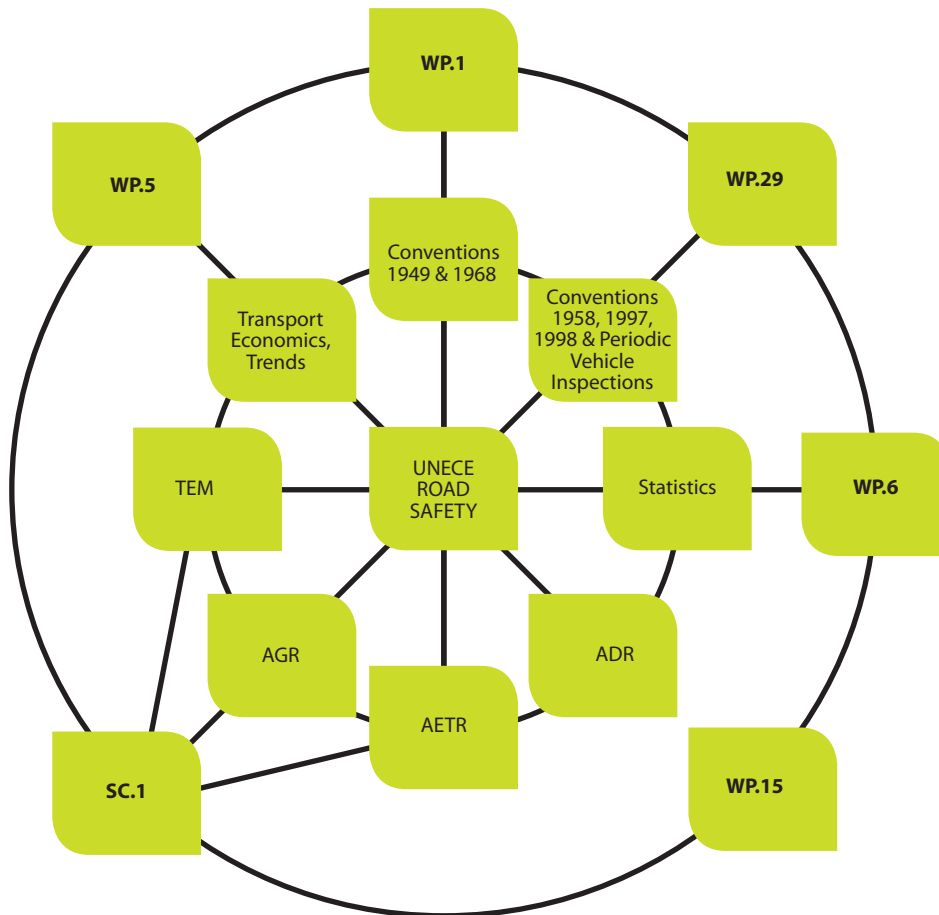 WP.1
WP.5
WP.29
Conventions
1949 & 1968
Transport
Economics,
Trends
Conventions
1958, 1997,
1998 & Periodic
Vehicle
Inspections
TEM
UNECE
ROAD
SAFETY
Statistics
WP.6
AGR
ADR
AETR
SC.1
WP.15